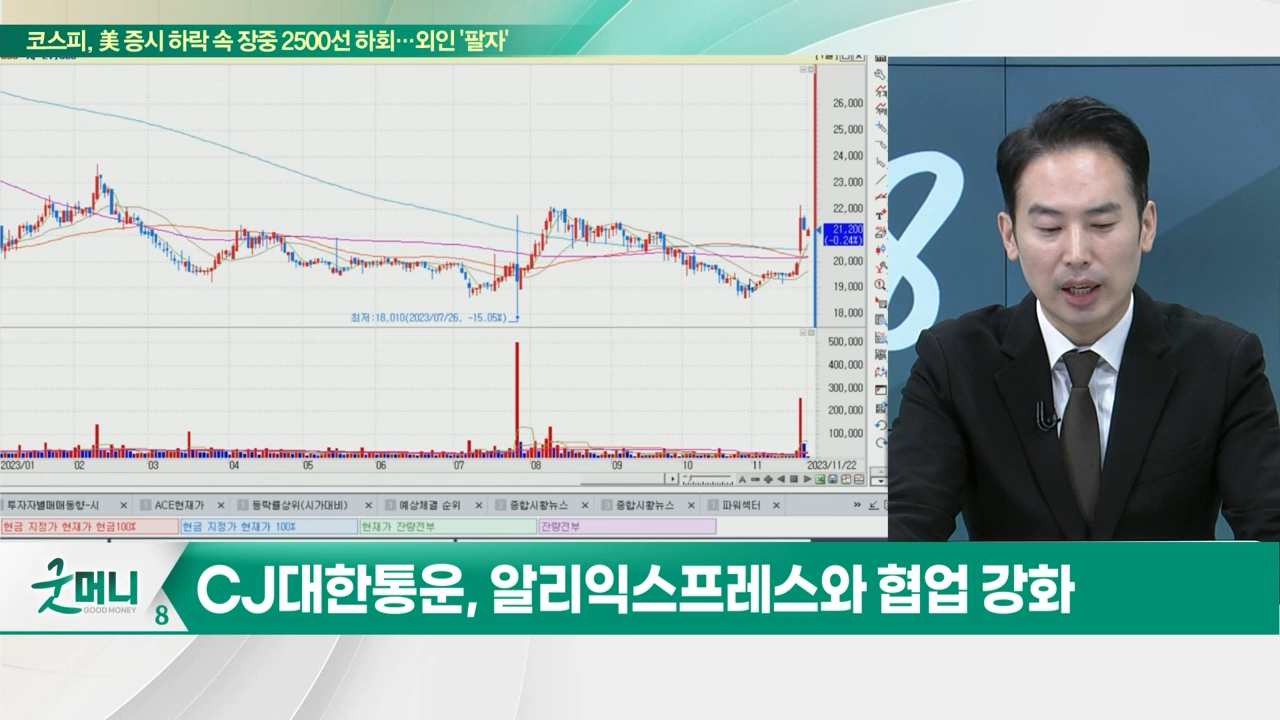 코스피, 美 증시 하락 속 장중 2500선 하회…외인 '팔자'
26,000
25,000
24,000
23,000
22,000
21,200
(-0.24%)
20,000
19,000
18,000
최저:18,010(2023/07/26, -15.05%)
500,000
400,000
300,000
200,000
100,000
2023/01 02 03 04 05 06 07 08 09 10 11 2023/11/22
투자자별매매동향-시 × 1 ACE현재가 × 1 등락률상위(시가대비) × 1 예상체결 순위 × 2 종합시황뉴스 × 3 종합시황뉴스 × 1 파워섹터 × »
현금 지정가 현재가 현금100% 현금 지정가 현재가 100% 현재가 잔량전부 잔량전부
8
굿머니
GOOD MONEY
8
CJ대한통운, 알리익스프레스와 협업 강화